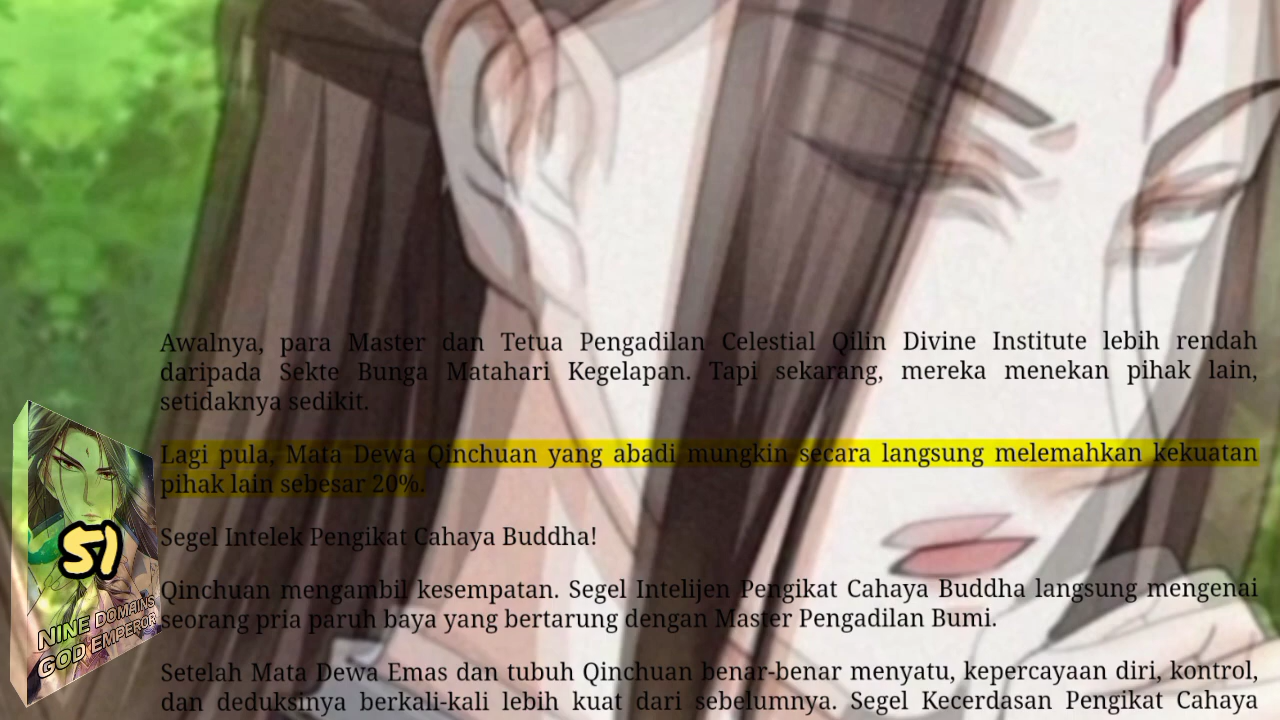 Awalnya, para Master dan Tetua Pengadilan Celestial Qilin Divine Institute lebih rendah
daripada Sekte Bunga Matahari Kegelapan. Tapi sekarang, mereka menekan pihak lain,
setidaknya sedikit.
Lagi pula, Mata Dewa Qinchuan yang abadi mungkin secara langsung melemahkan kekuatan
pihak lain sebesar 20%.
Segel Intelek Pengikat Cahaya Buddha!
Qinchuan mengambil kesempatan. Segel Intelijen Pengikat Cahaya Buddha langsung mengenai
seorang pria paruh baya yang bertarung dengan Master Pengadilan Bumi.
Setelah Mata Dewa Emas dan tubuh Qinchuan benar-benar menyatu, kepercayaan diri, kontrol,
dan deduksinya berkali-kali lebih kuat dari sebelumnya. Segel Kecerdasan Pengikat Cahaya
51
NINE DOMAINS
GOD EMPEROR